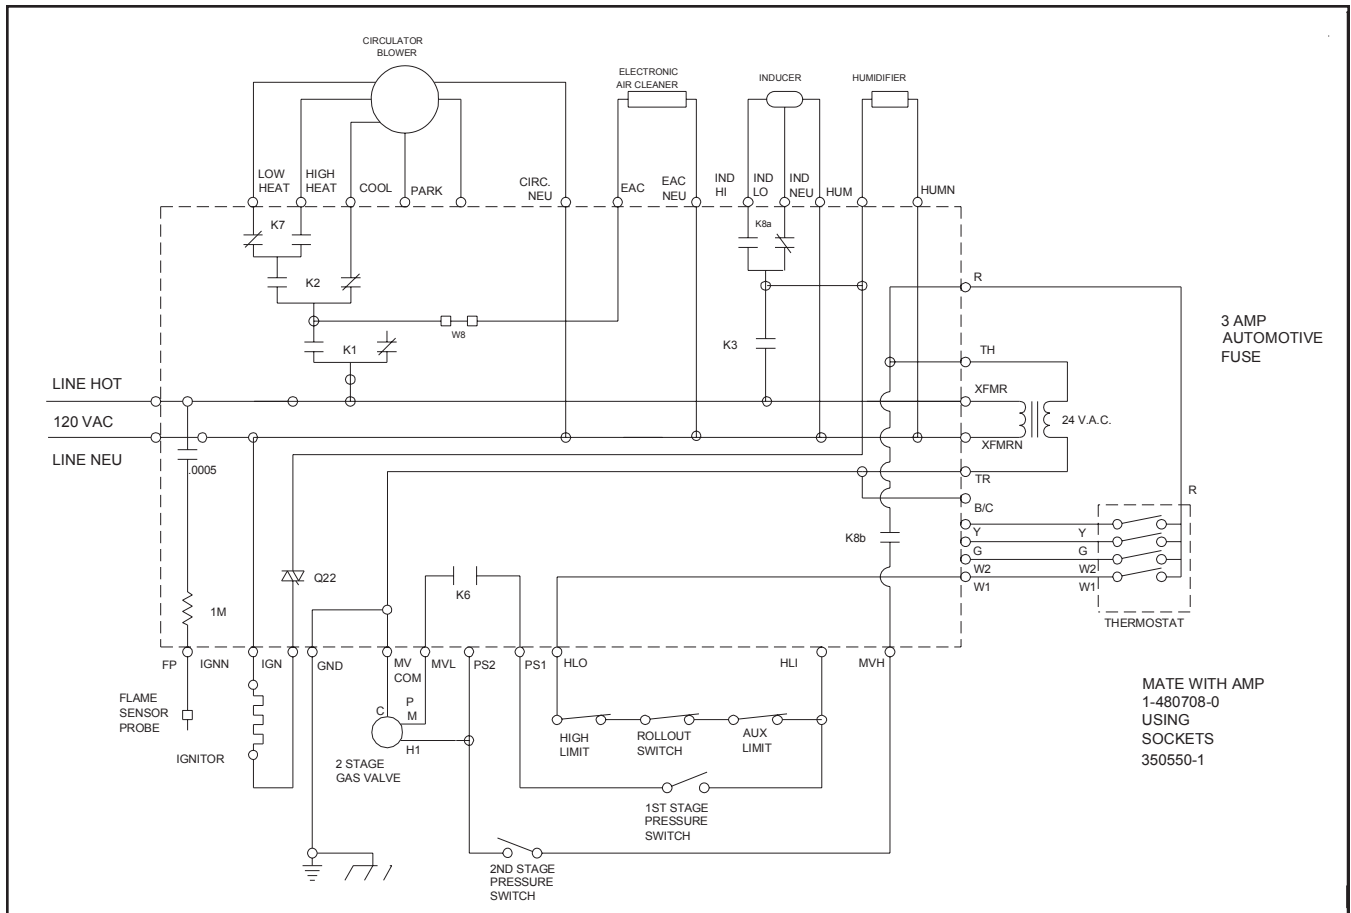 CIRCULATOR
BLOWER
ELECTRONIC
AIR CLEANER
INDUCER
HUMIDIFIER
LOW
HEAT
HIGH
HEAT
COOL
PARK
CIRC.
NEU
EAC
EAC
NEU
IND
HI
IND
LO
IND
NEU
HUM
HUMN
K7
K8a
K2
W8
K1
K3
R
3 AMP
AUTOMOTIVE
FUSE
TH
LINE HOT
XFMR
120 VAC
24 V.A.C.
LINE NEU
XFMRN
.0005
TR
R
B/C
K8b
Y
Y
G
G
W2
W2
W1
W1
THERMOSTAT
Q22
K6
1M
FP
IGNN
IGN
GND
MV
COM
MVL
PS2
PS1
HLO
HLI
MVH
FLAME
SENSOR
PROBE
IGNITOR
C
P
M
H1
2 STAGE
GAS VALVE
HIGH
LIMIT
ROLLOUT
SWITCH
AUX
LIMIT
1ST STAGE
PRESSURE
SWITCH
2ND STAGE
PRESSURE
SWITCH
MATE WITH AMP
1-480708-0
USING
SOCKETS
350550-1